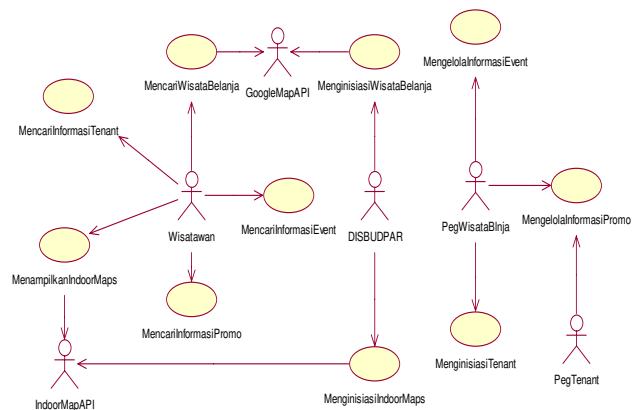 MengelolaInformasiEvent
MencariWisataBelanja
GoogleMapAPI
MenginisiasiWisataBelanja
MencariInformasiTenant
Wisatawan
MencariInformasiEvent
DISBUDPAR
PegWisataBlnja
MengelolaInformasiPromo
MenampilkanIndoorMaps
MencariInformasiPromo
MenginisiasiTenant
PegTenant
IndoorMapAPI
MenginisiasiIndoorMaps